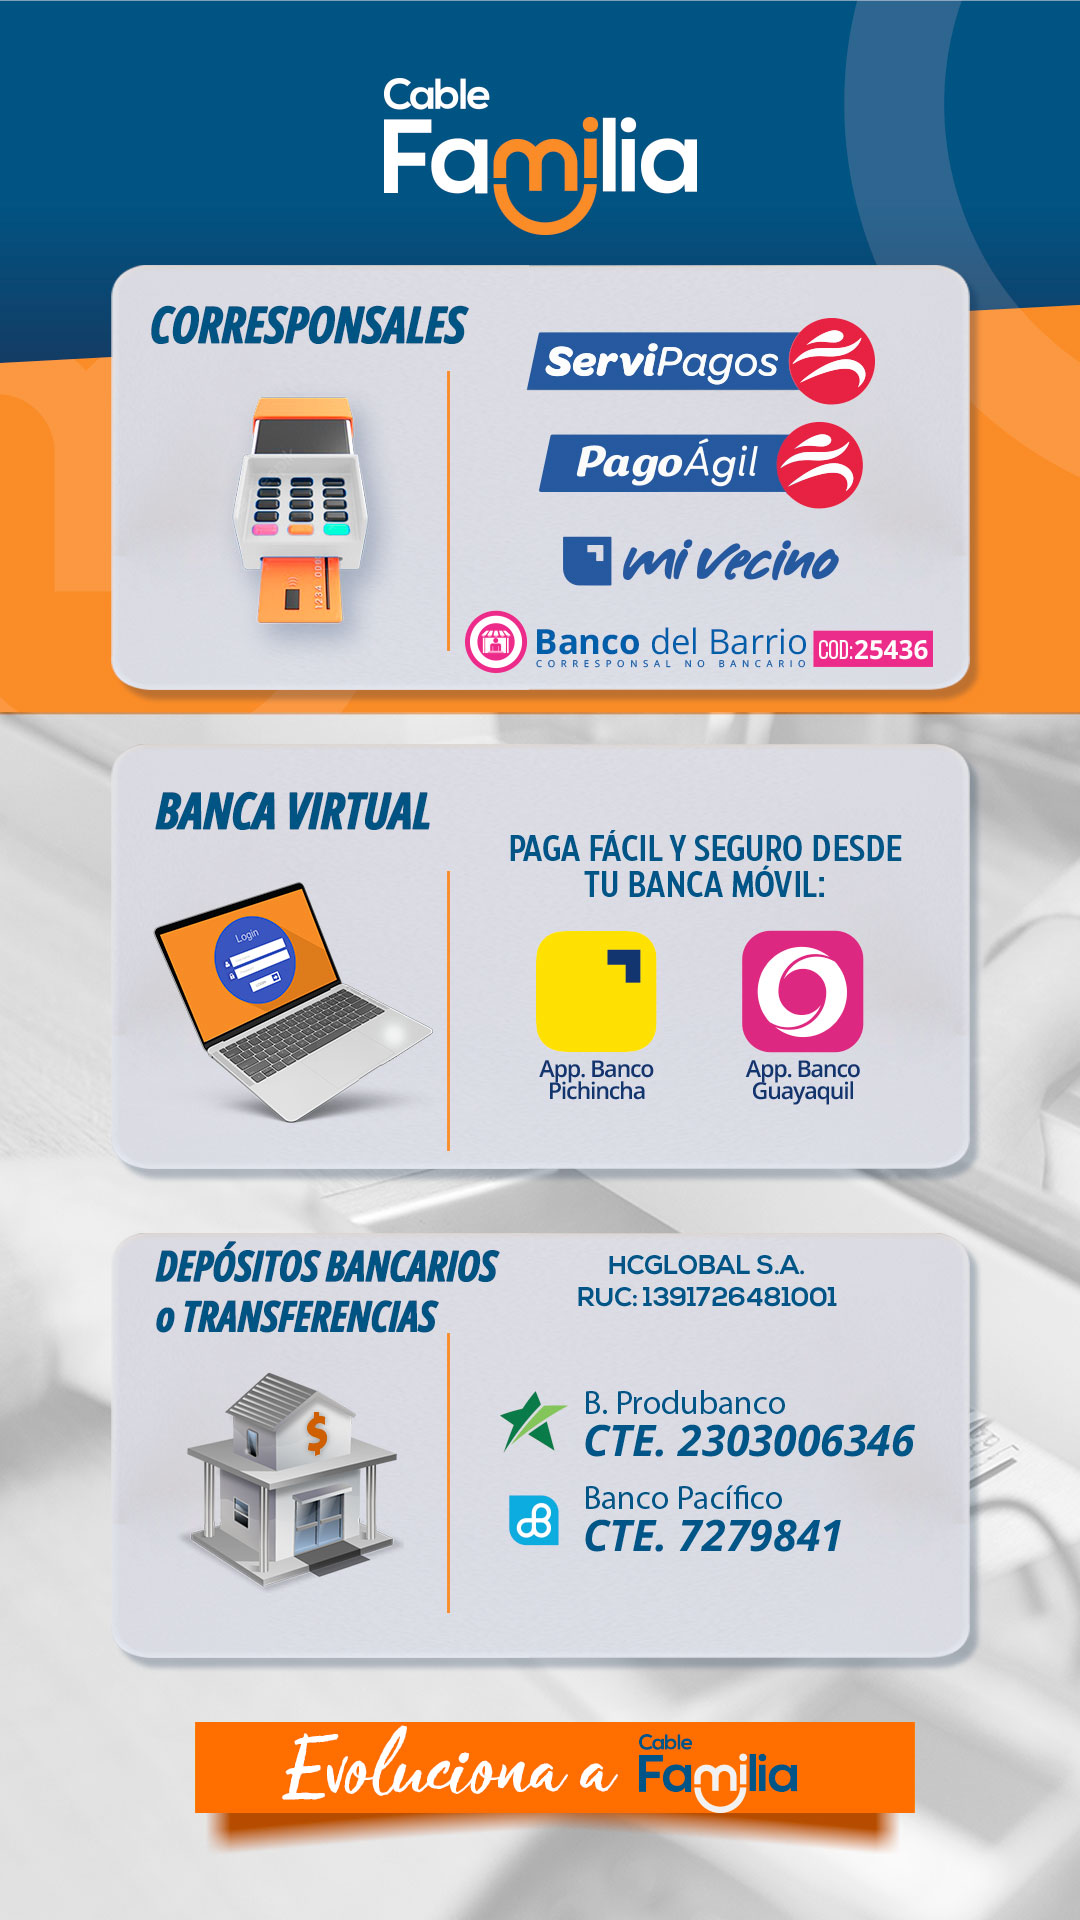 Cable
Familia
CORRESPONSALES
ServiPagos
PagoÁgil
mi vecino
Banco del Barrio COD:25436
CORRESPONSAL NO BANCARIO
1234 000
BANCA VIRTUAL
PAGA FÁCIL Y SEGURO DESDE
TU BANCA MÓVIL:
Login
App. Banco
Pichincha
App. Banco
Guayaquil
DEPÓSITOS BANCARIOS
o TRANSFERENCIAS
HCGLOBAL S.A.
RUC: 1391726481001
$
B. Produbanco
CTE. 2303006346
Banco Pacífico
CTE. 7279841
Evoluciona a Cable Familia